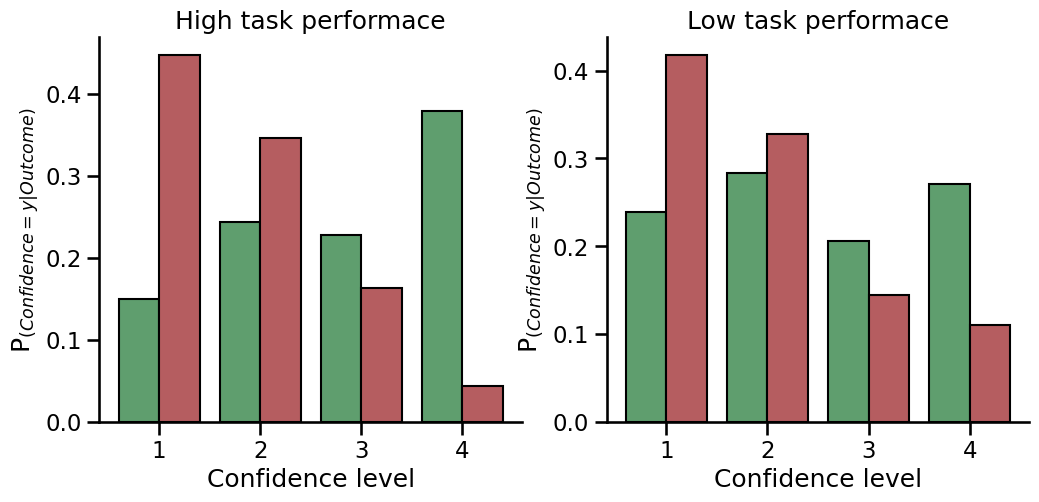 High task performace
P(Confidence = y|Outcome)
0.4
0.3
0.2
0.1
0.0
1 2 3 4
Confidence level
Low task performace
P(Confidence = y|Outcome)
0.4
0.3
0.2
0.1
0.0
1 2 3 4
Confidence level